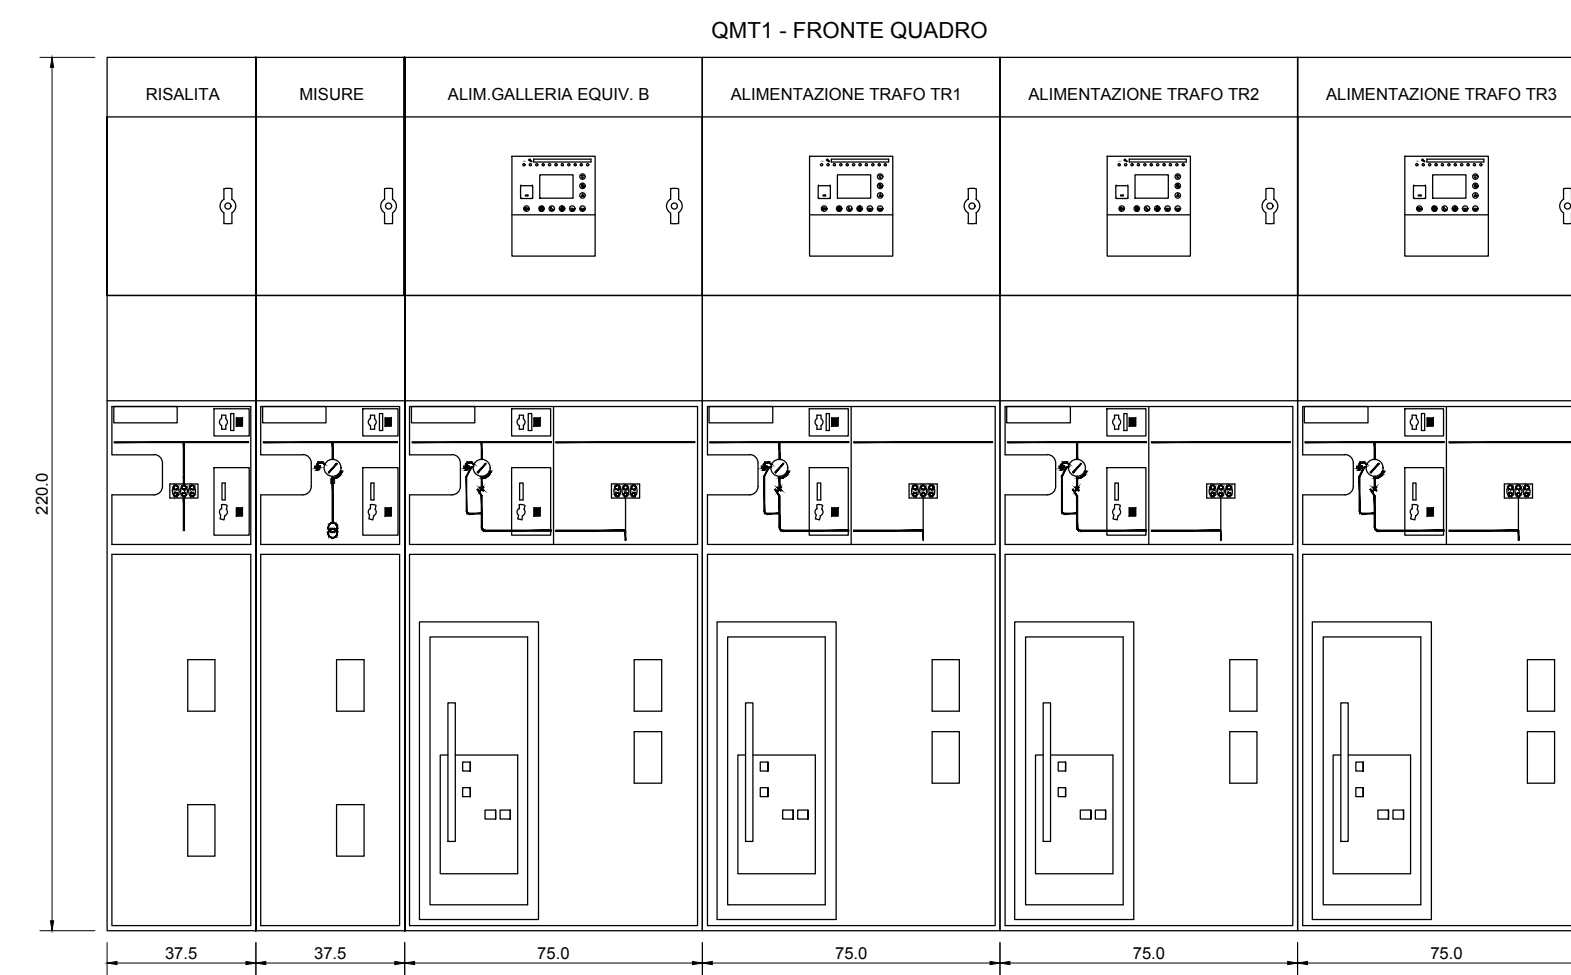 QMT1 - FRONTE QUADRO
RISALITA
MISURE
ALIM.GALLERIA EQUIV. B
ALIMENTAZIONE TRAFO TR1
ALIMENTAZIONE TRAFO TR2
ALIMENTAZIONE TRAFO TR3
220.0
37.5
37.5
75.0
75.0
75.0
75.0